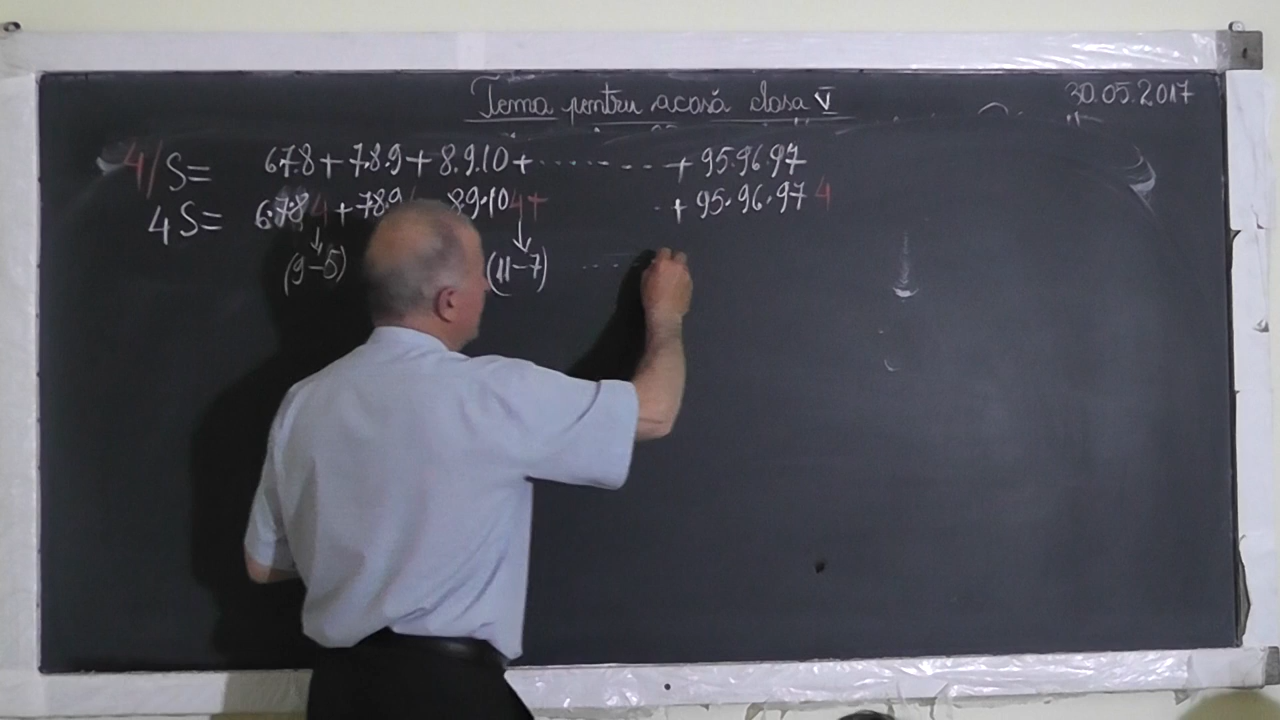 Tema pentru acasă clasa V
30.05.2017
4/ S= 6.7.8+7.8.9+8.9.10+.......+95.96.97
4S= 6.7.8 4+7.8.9 8.9.10 4+ .+95.96.97 4
(9-5) (11-7) .....